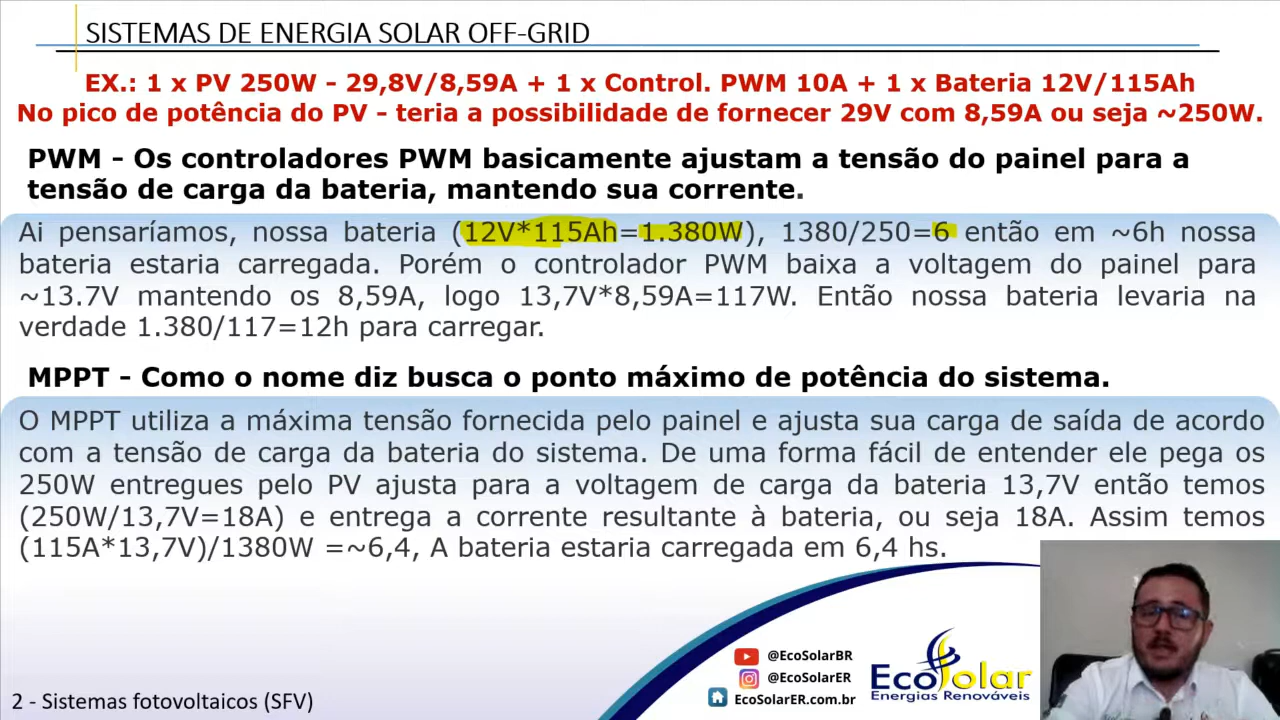 SISTEMAS DE ENERGIA SOLAR OFF-GRID
EX.: 1 x PV 250W - 29,8V/8,59A + 1 x Control. PWM 10A + 1 x Bateria 12V/115Ah
No pico de potência do PV - teria a possibilidade de fornecer 29V com 8,59A ou seja ~250W.
PWM - Os controladores PWM basicamente ajustam a tensão do painel para a
tensão de carga da bateria, mantendo sua corrente.
Ai pensaríamos, nossa bateria (12V*115Ah=1.380W), 1380/250=6 então em ~6h nossa
bateria estaria carregada. Porém o controlador PWM baixa a voltagem do painel para
~13.7V mantendo os 8,59A, logo 13,7V*8,59A=117W. Então nossa bateria levaria na
verdade 1.380/117=12h para carregar.
MPPT - Como o nome diz busca o ponto máximo de potência do sistema.
O MPPT utiliza a máxima tensão fornecida pelo painel e ajusta sua carga de saída de acordo
com a tensão de carga da bateria do sistema. De uma forma fácil de entender ele pega os
250W entregues pelo PV ajusta para a voltagem de carga da bateria 13,7V então temos
(250W/13,7V=18A) e entrega a corrente resultante à bateria, ou seja 18A. Assim temos
(115A*13,7V)/1380W =~6,4, A bateria estaria carregada em 6,4 hs.
@EcoSolarBR
@EcoSolarER
EcoSolarER.com.br
EcoSolar
Energias Renováveis
2 - Sistemas fotovoltaicos (SFV)